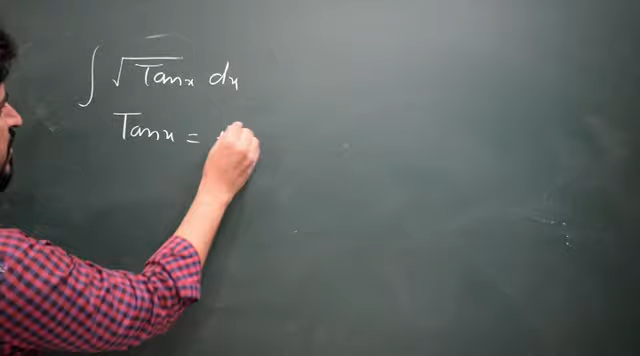 ∫ √Tanx dx
Tanx =